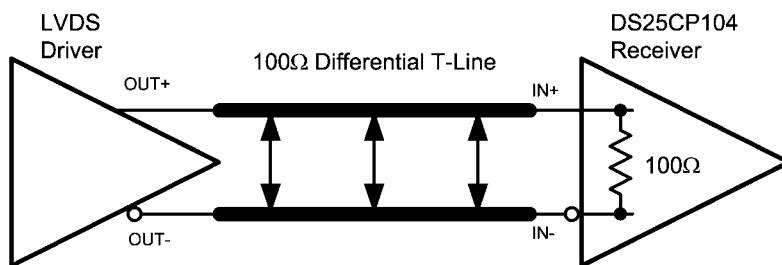 LVDS
Driver
DS25CP104
Receiver
100Ω Differential T-Line
OUT+
IN+
100Ω
OUT-
IN-